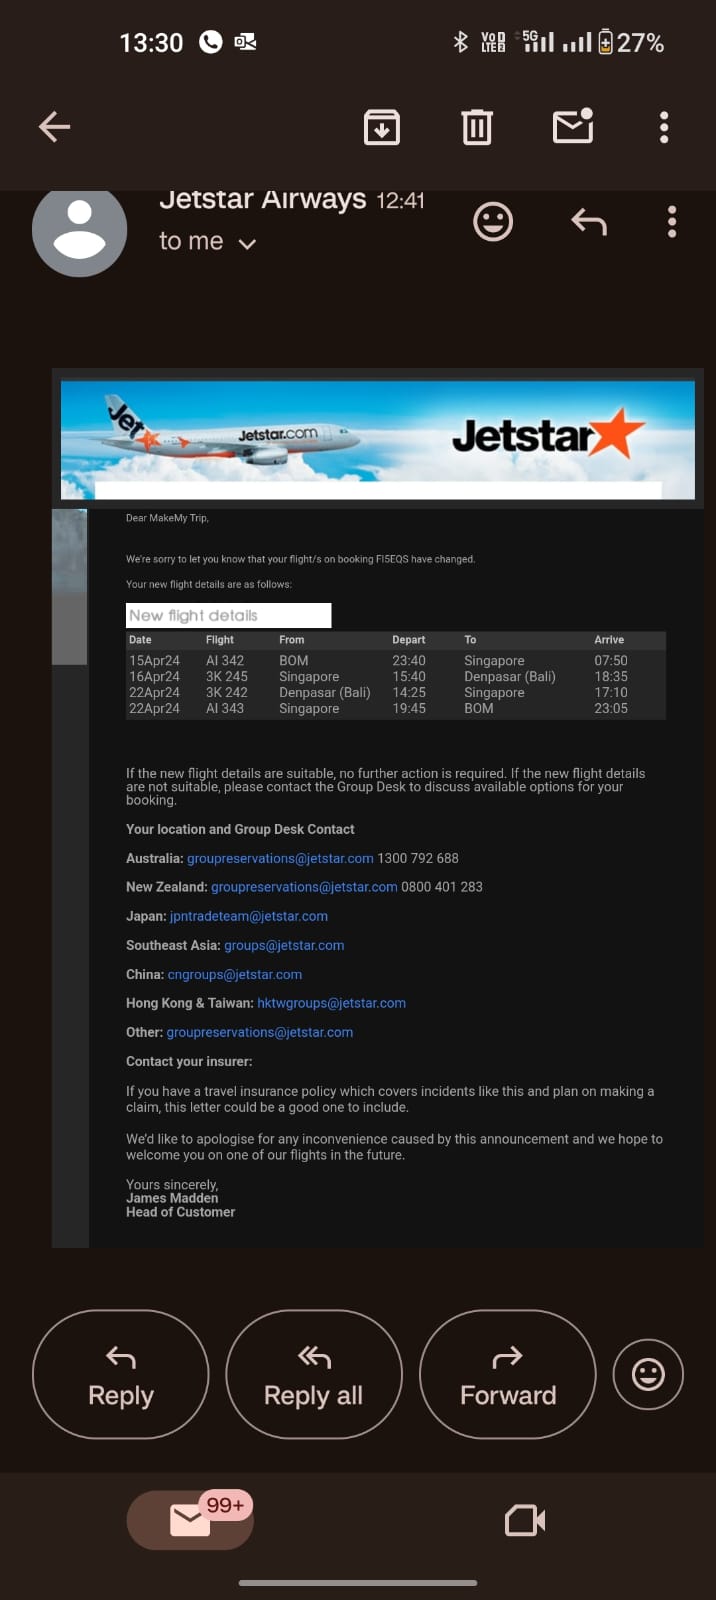 13:30 VoD LTE2 5G 27%
Jetstar Airways 12:41
to me
Jet Jetstar.com Jetstar
Dear MakeMy Trip,
We're sorry to let you know that your flight/s on booking FI5EQS have changed.
Your new flight details are as follows:
New flight details
Date Flight From Depart To Arrive
15Apr24 AI 342 BOM 23:40 Singapore 07:50
16Apr24 3K 245 Singapore 15:40 Denpasar (Bali) 18:35
22Apr24 3K 242 Denpasar (Bali) 14:25 Singapore 17:10
22Apr24 AI 343 Singapore 19:45 BOM 23:05
If the new flight details are suitable, no further action is required. If the new flight details
are not suitable, please contact the Group Desk to discuss available options for your
booking.
Your location and Group Desk Contact
Australia: groupreservations@jetstar.com 1300 792 688
New Zealand: groupreservations@jetstar.com 0800 401 283
Japan: jpntradeteam@jetstar.com
Southeast Asia: groups@jetstar.com
China: cngroups@jetstar.com
Hong Kong & Taiwan: hktwgroups@jetstar.com
Other: groupreservations@jetstar.com
Contact your insurer:
If you have a travel insurance policy which covers incidents like this and plan on making a
claim, this letter could be a good one to include.
We'd like to apologise for any inconvenience caused by this announcement and we hope to
welcome you on one of our flights in the future.
Yours sincerely,
James Madden
Head of Customer
Reply Reply all Forward
99+